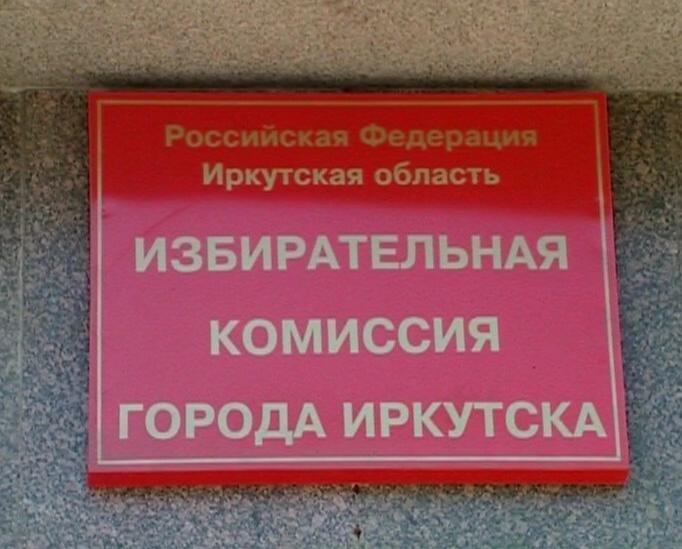 Российская Федерация
Иркутская область
ИЗБИРАТЕЛЬНАЯ
КОМИССИЯ
ГОРОДА ИРКУТСКА